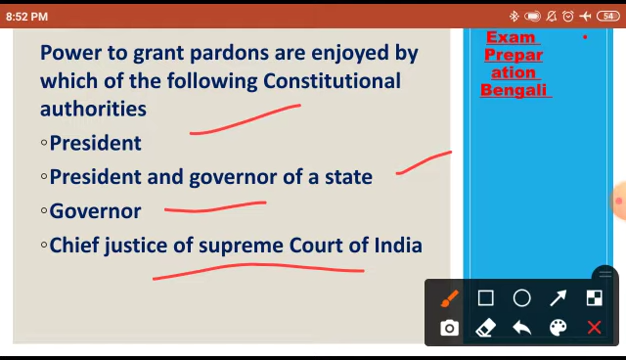 8:52 PM
54
Power to grant pardons are enjoyed by
which of the following Constitutional
authorities
President
President and governor of a state
Governor
Chief justice of supreme Court of India
Exam
Prepar
ation
Bengali